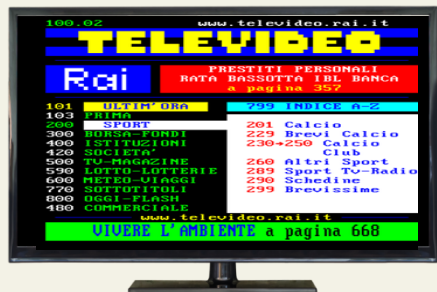 100.02 www.televideo.rai.it
TELEVIDEO
Rai
PRESTITI PERSONALI
RATA BASSOTTA IBL BANCA
a pagina 357
101 ULTIM'ORA
103 PRIMA
200 SPORT
300 BORSA-FONDI
400 ISTITUZIONI
420 SOCIETA'
500 TV-MAGAZINE
590 LOTTO-LOTTERIE
600 METEO-VIAGGI
770 SOTTOTITOLI
800 OGGI-FLASH
480 COMMERCIALE
799 INDICE A-Z
201 Calcio
229 Brevi Calcio
230→250 Calcio
Club
260 Altri Sport
289 Sport Tv-Radio
290 Schedine
299 Brevissime
www.televideo.rai.it
VIVERE L'AMBIENTE a pagina 668